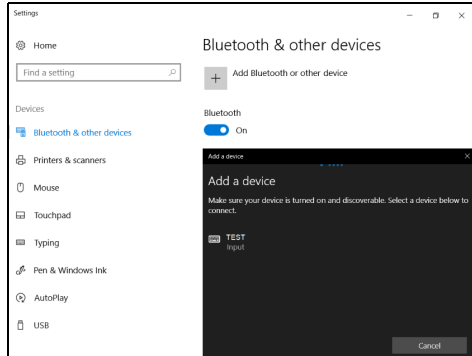 Settings
Home
Find a setting
Devices
Bluetooth & other devices
Printers & scanners
Mouse
Touchpad
Typing
Pen & Windows Ink
AutoPlay
USB
Bluetooth & other devices
Add Bluetooth or other device
Bluetooth
On
Add a device
Add a device
Make sure your device is turned on and discoverable. Select a device below to
connect.
TEST
Input
Cancel